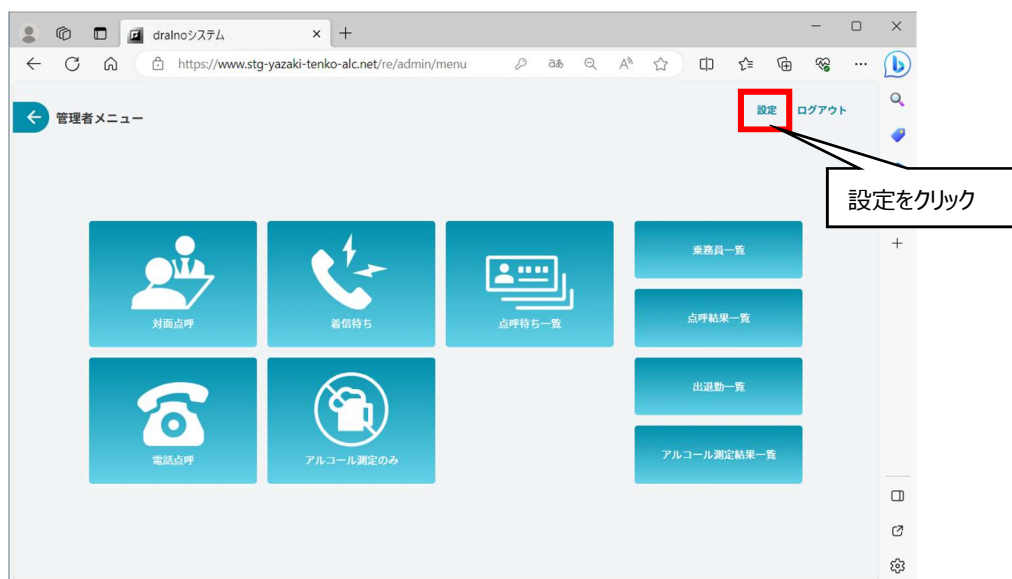 dralnoシステム
https://www.stg-yazaki-tenko-alc.net/re/admin/menu
aあ
A
管理者メニュー
設定 ログアウト
設定をクリック
対面点呼
着信待ち
点呼待ち一覧
乗務員一覧
点呼結果一覧
電話点呼
アルコール測定のみ
出退勤一覧
アルコール測定結果一覧